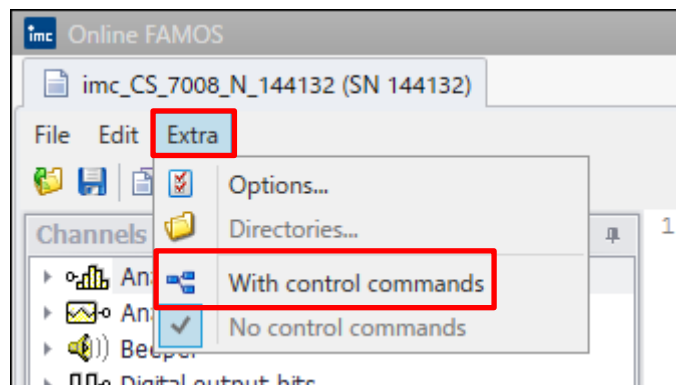 imc Online FAMOS
imc_CS_7008_N_144132 (SN 144132)
File Edit Extra
Options...
Channels
Directories...
1
With control commands
No control commands
Digital output bits